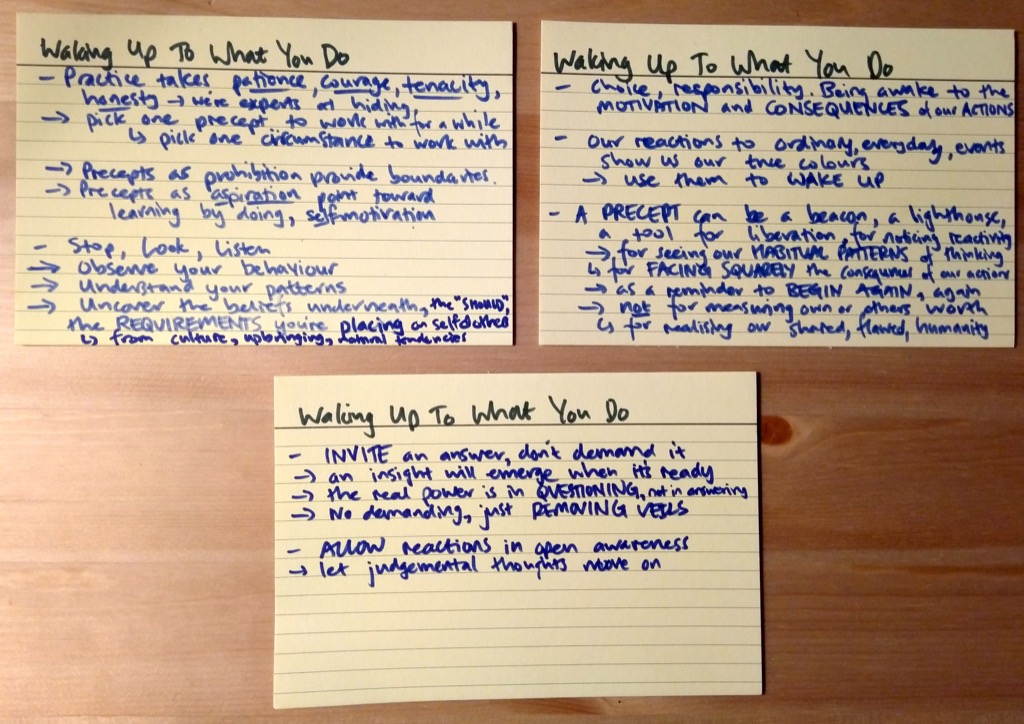 Waking Up To What You Do
- Practice takes patience, courage, tenacity,
honesty → we're experts at hiding
→ pick one precept to work with for a while
↳ pick one circumstance to work with
→ Precepts as prohibition provide boundaries.
→ Precepts as aspiration point toward
learning by doing, self motivation
- Stop, Look, Listen
→ Observe your behaviour
→ Understand your patterns
→ Uncover the beliefs underneath, the "SHOULD",
the REQUIREMENTS you're placing on self & others
↳ from culture, upbringing, natural tendencies
Waking Up To What You Do
- Choice, responsibility. Being awake to the
MOTIVATION and CONSEQUENCES of our ACTIONS
- Our reactions to ordinary, everyday, events
show us our true colours
→ use them to WAKE UP
- A PRECEPT can be a beacon, a lighthouse,
a tool for liberation, for noticing reactivity
→ for seeing our HABITUAL PATTERNS of thinking
↳ for FACING SQUARELY the consequences of our actions
→ as a reminder to BEGIN AGAIN, again
→ not for measuring own or others worth
↳ for realising our shared, flawed, humanity
Waking Up To What You Do
- INVITE an answer, don't demand it
→ an insight will emerge when it's ready
→ the real power is in QUESTIONING, not in answering
→ No demanding, just REMOVING VEILS
- ALLOW reactions in open awareness
→ let judgemental thoughts move on